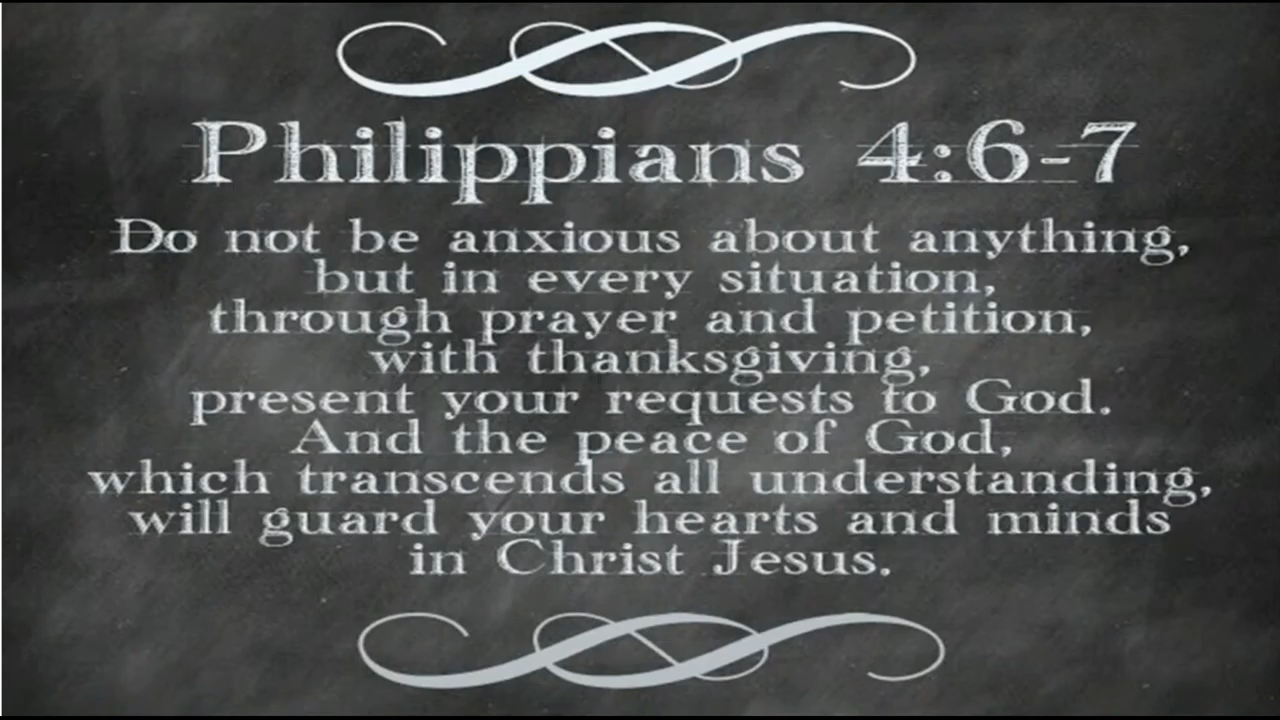 Philippians 4:6-7
Do not be anxious about anything,
but in every situation,
through prayer and petition,
with thanksgiving,
present your requests to God.
And the peace of God,
which transcends all understanding,
will guard your hearts and minds
in Christ Jesus.